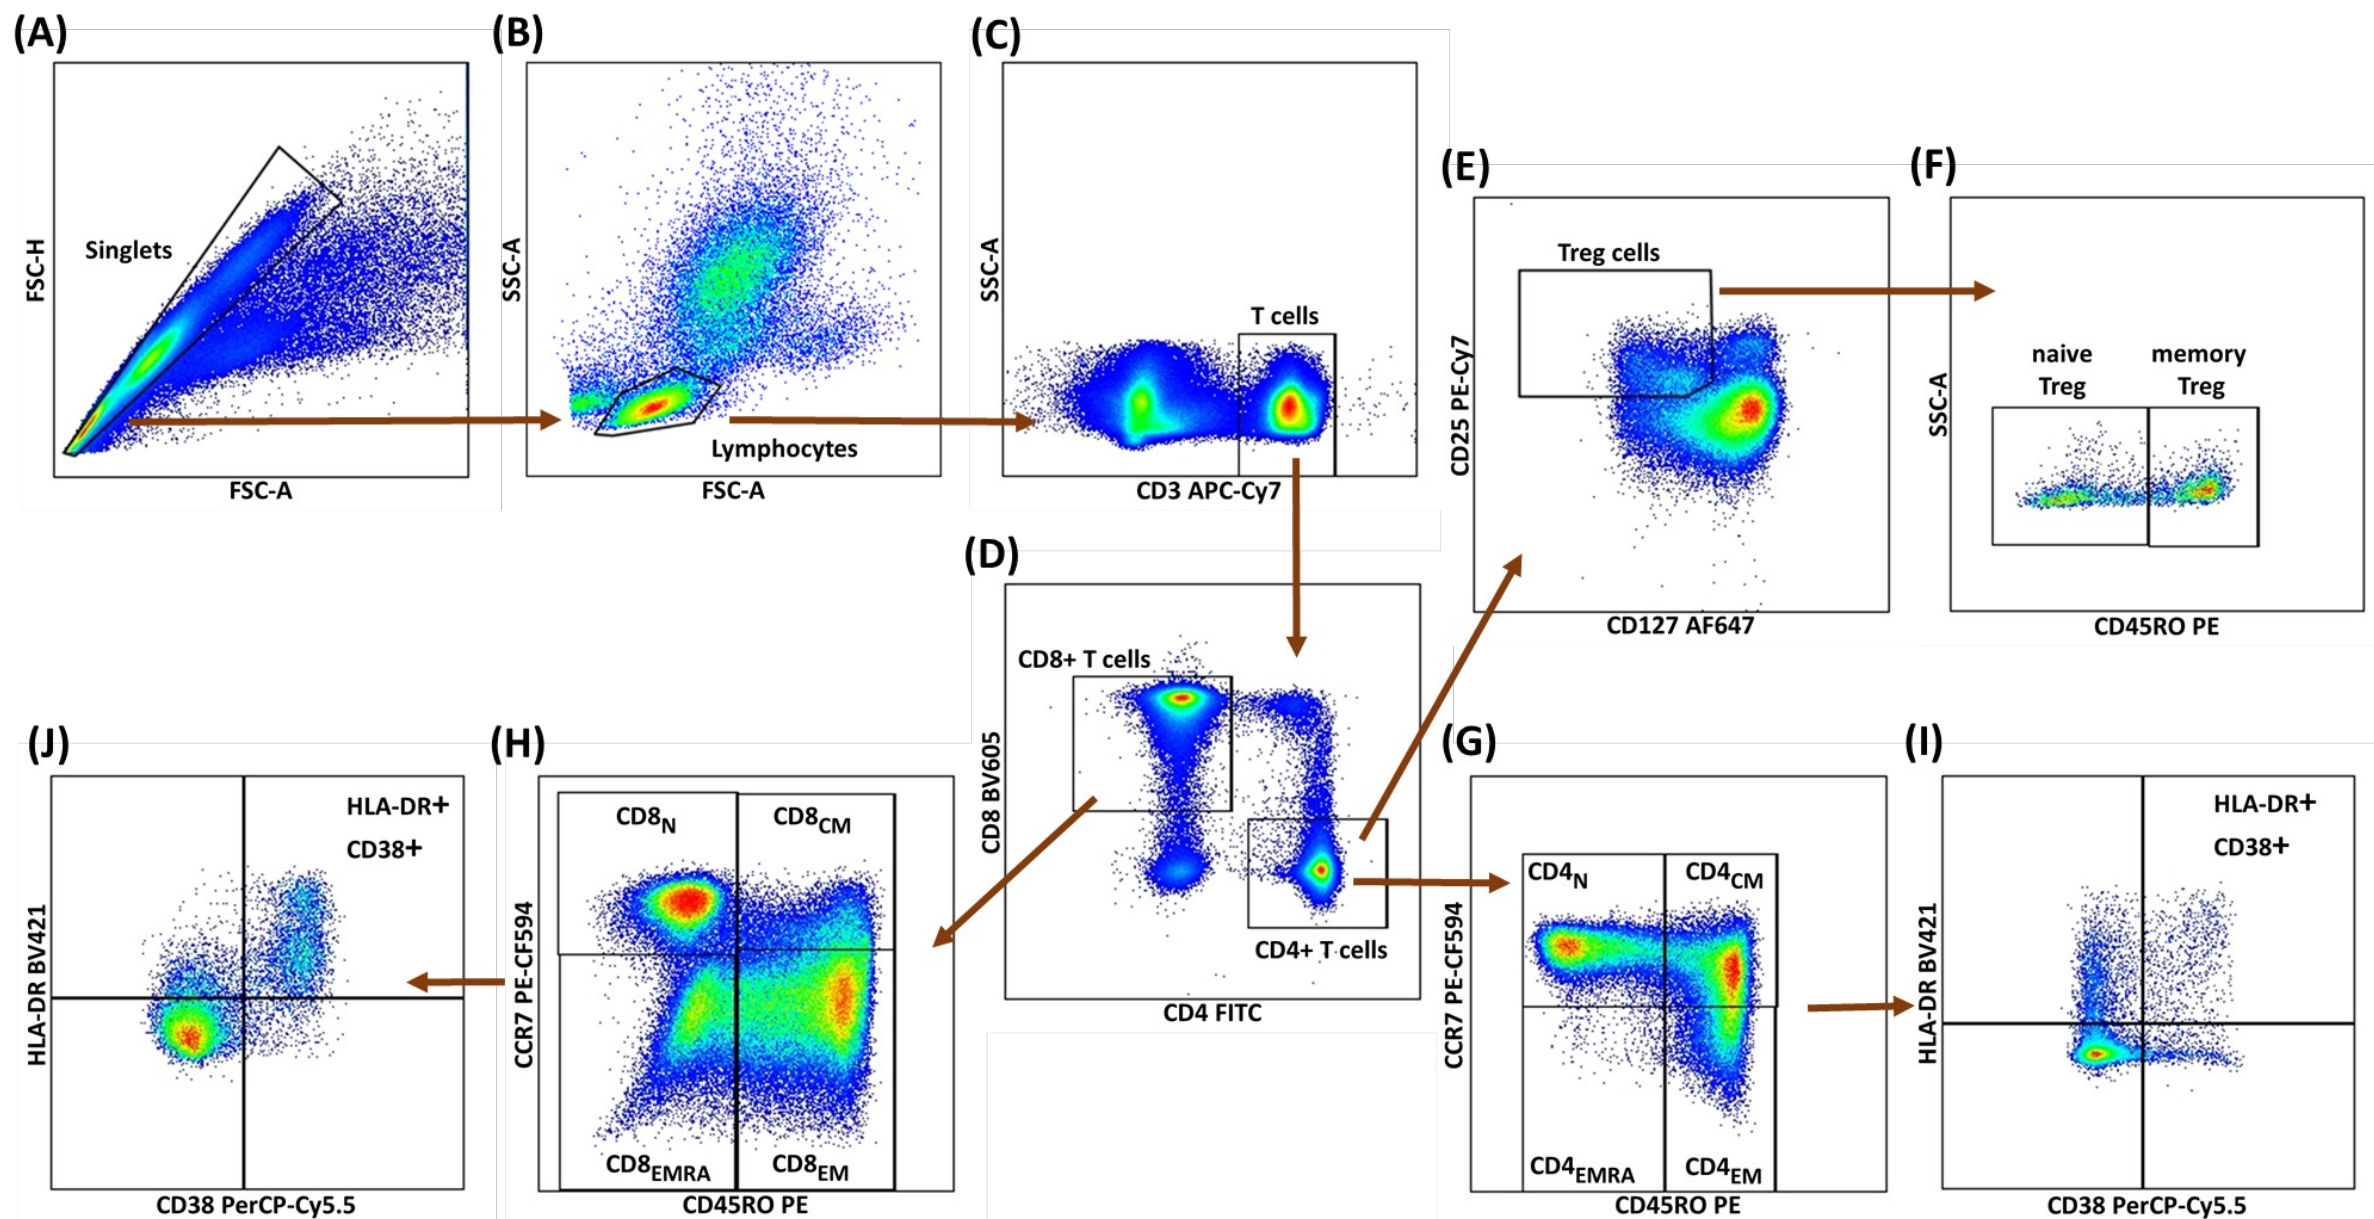 (A)
FSC-H
Singlets
FSC-A
(B)
SSC-A
Lymphocytes
FSC-A
(C)
SSC-A
T cells
CD3 APC-Cy7
(D)
CD8 BV605
CD8+ T cells
CD4+ T cells
CD4 FITC
(E)
CD25 PE-Cy7
Treg cells
CD127 AF647
(F)
SSC-A
naive
Treg
memory
Treg
CD45RO PE
(J)
HLA-DR BV421
HLA-DR+
CD38+
CD38 PerCP-Cy5.5
(H)
CCR7 PE-CF594
CD8N
CD8CM
CD8EMRA
CD8EM
CD45RO PE
(G)
CCR7 PE-CF594
CD4N
CD4CM
CD4EMRA
CD4EM
CD45RO PE
(I)
HLA-DR BV421
HLA-DR+
CD38+
CD38 PerCP-Cy5.5